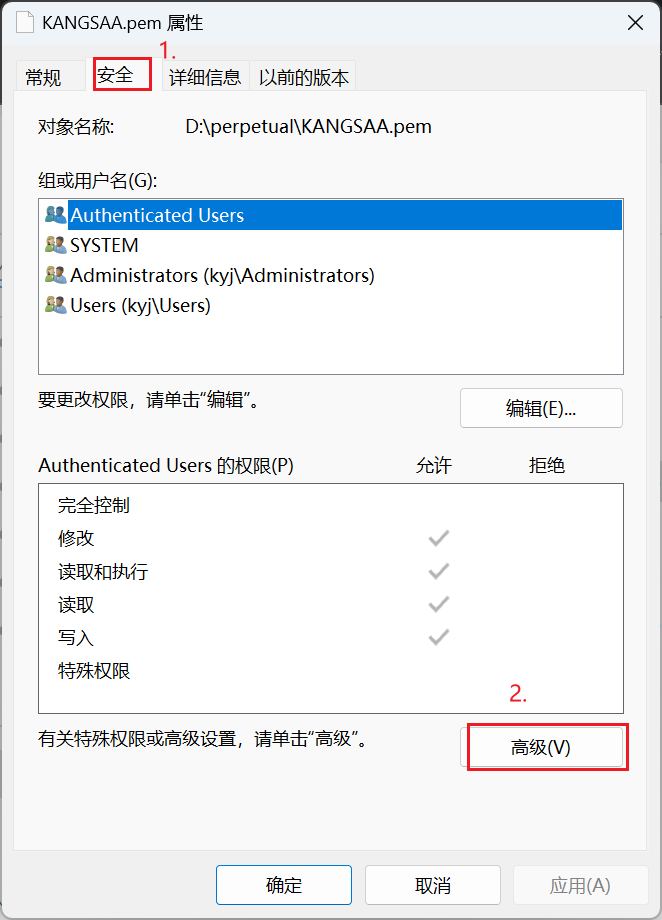 KANGSAA.pem 属性
1.
常规 安全 详细信息 以前的版本
对象名称: D:\perpetual\KANGSAA.pem
组或用户名(G):
Authenticated Users
SYSTEM
Administrators (kyj\Administrators)
Users (kyj\Users)
要更改权限，请单击“编辑”。
编辑(E)...
Authenticated Users 的权限(P) 允许 拒绝
完全控制
修改
读取和执行
读取
写入
特殊权限
2.
有关特殊权限或高级设置，请单击“高级”。
高级(V)
确定 取消 应用(A)